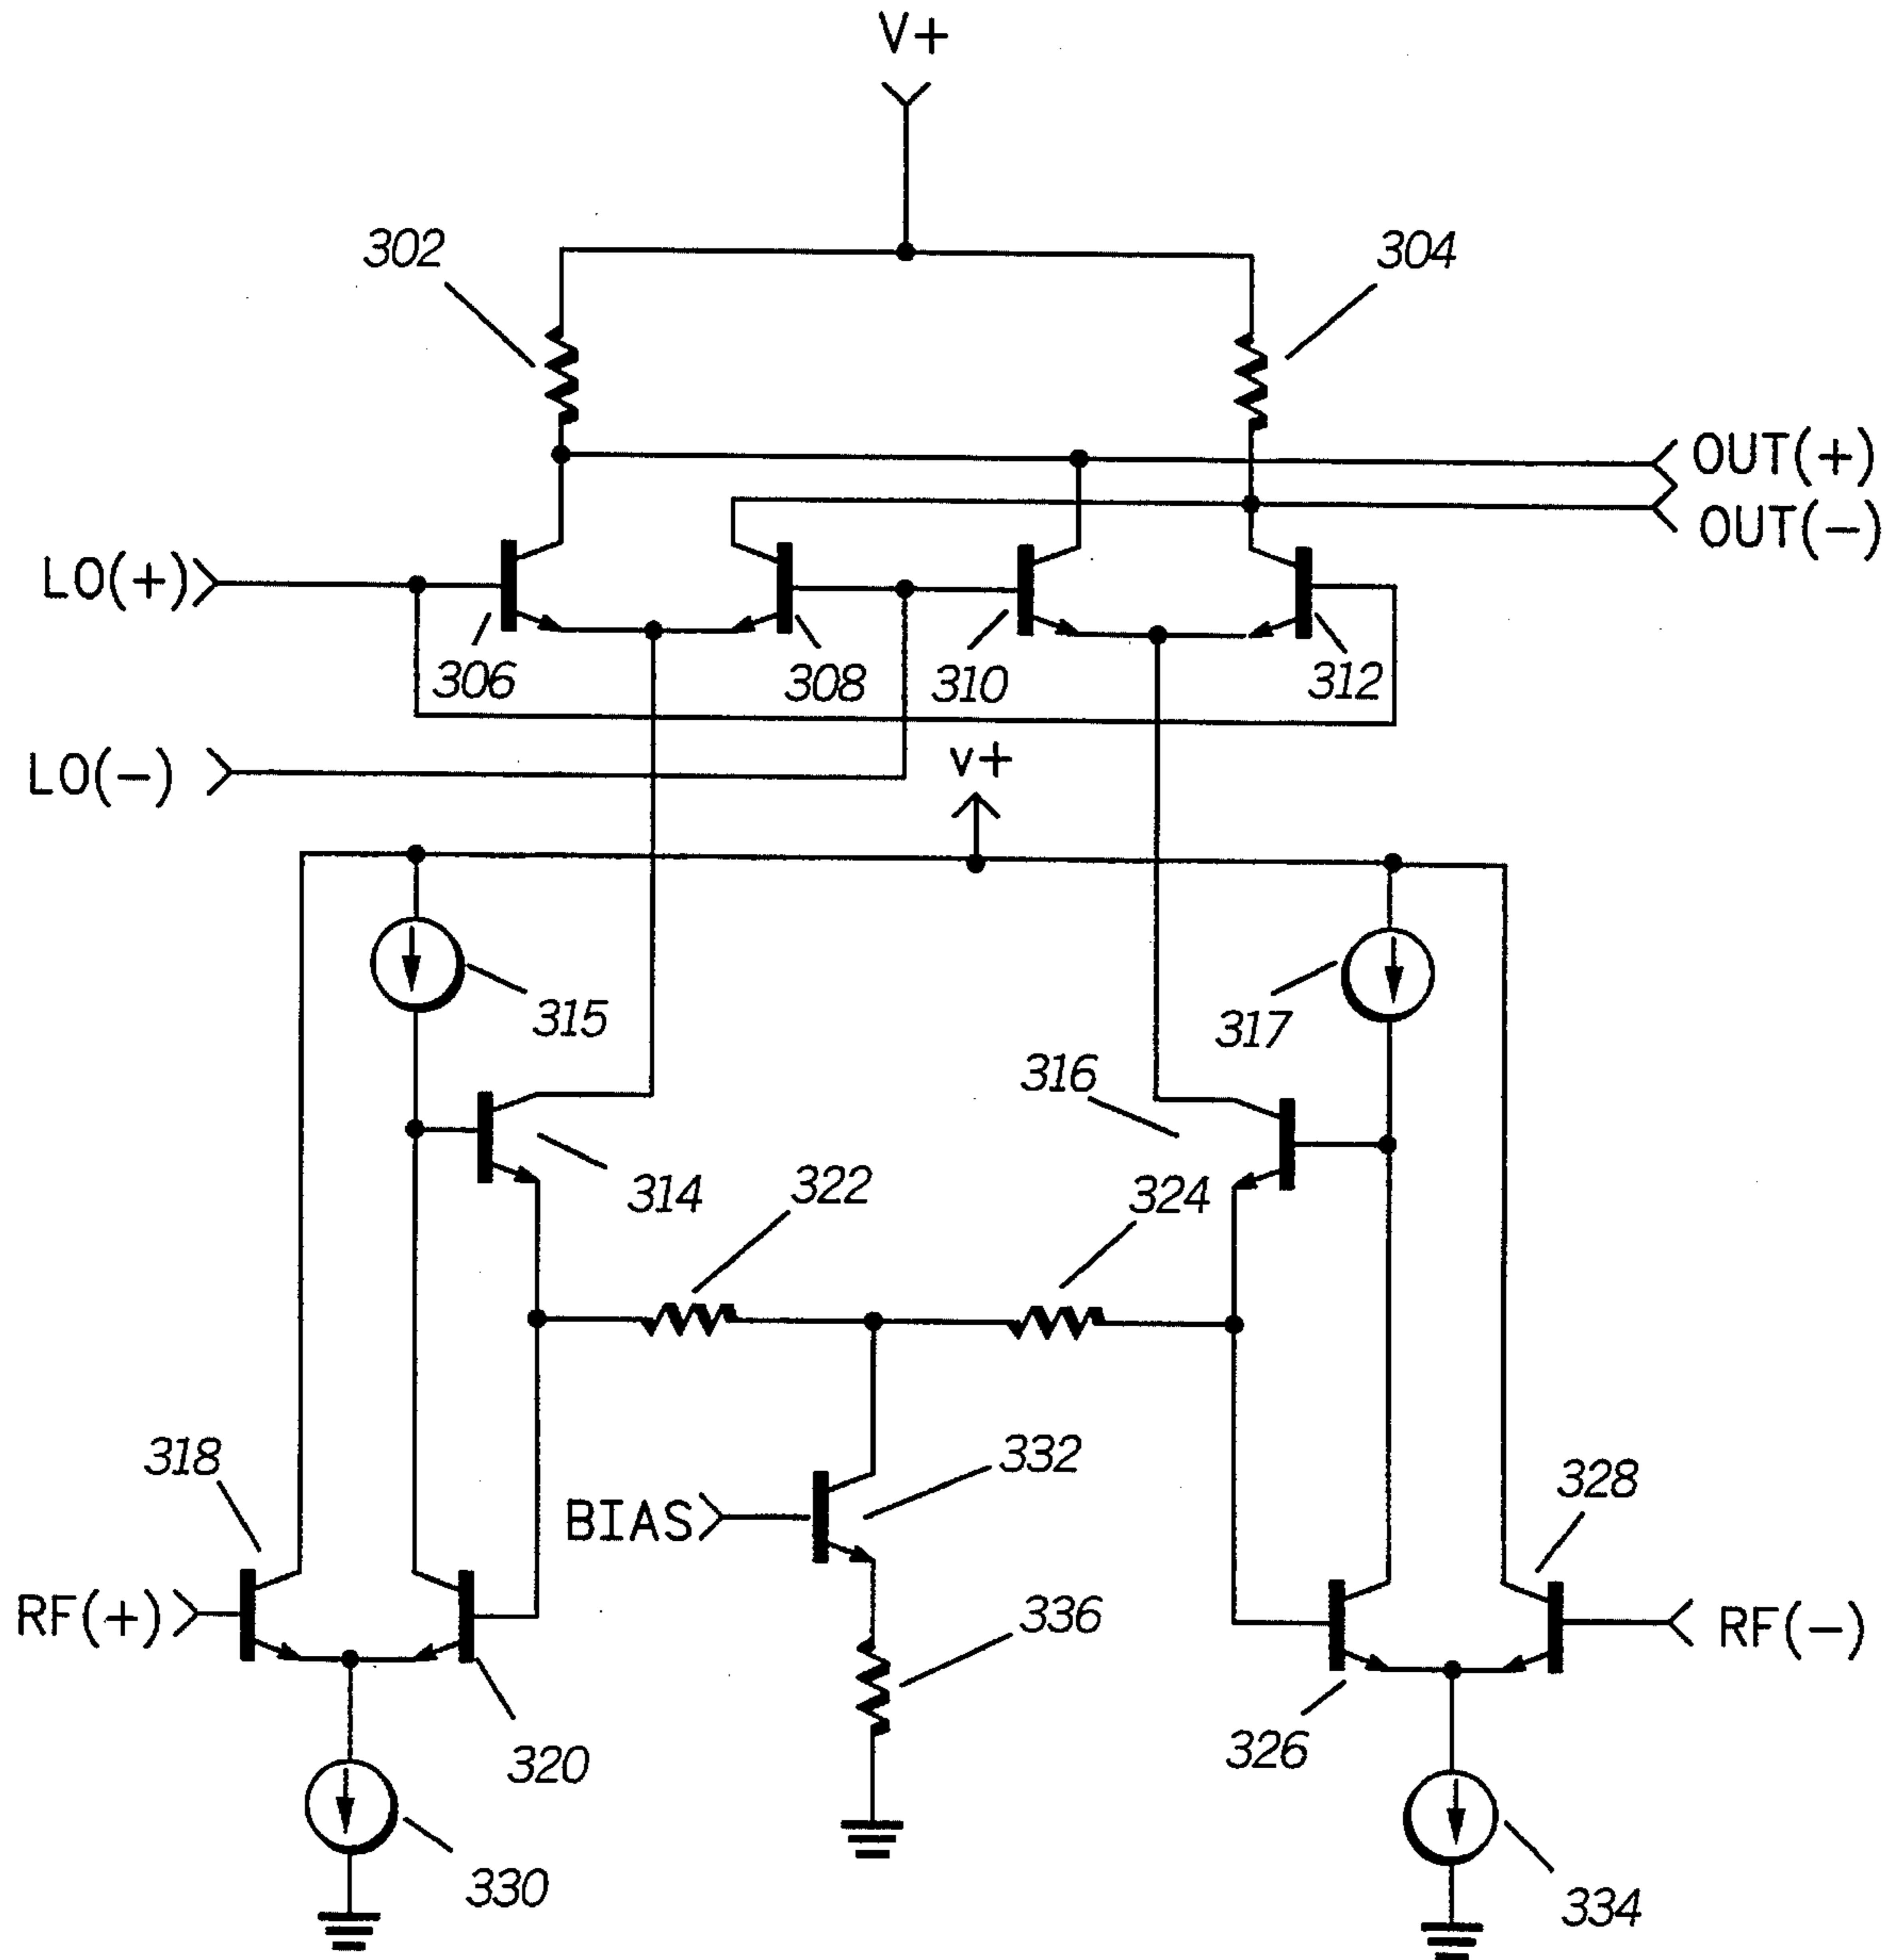 V+
302
304
OUT(+)
OUT(-)
LO(+)
306
308
310
312
LO(-)
v+
315
317
316
314
322
324
318
332
328
BIAS
RF(+)
336
RF(-)
320
326
330
334